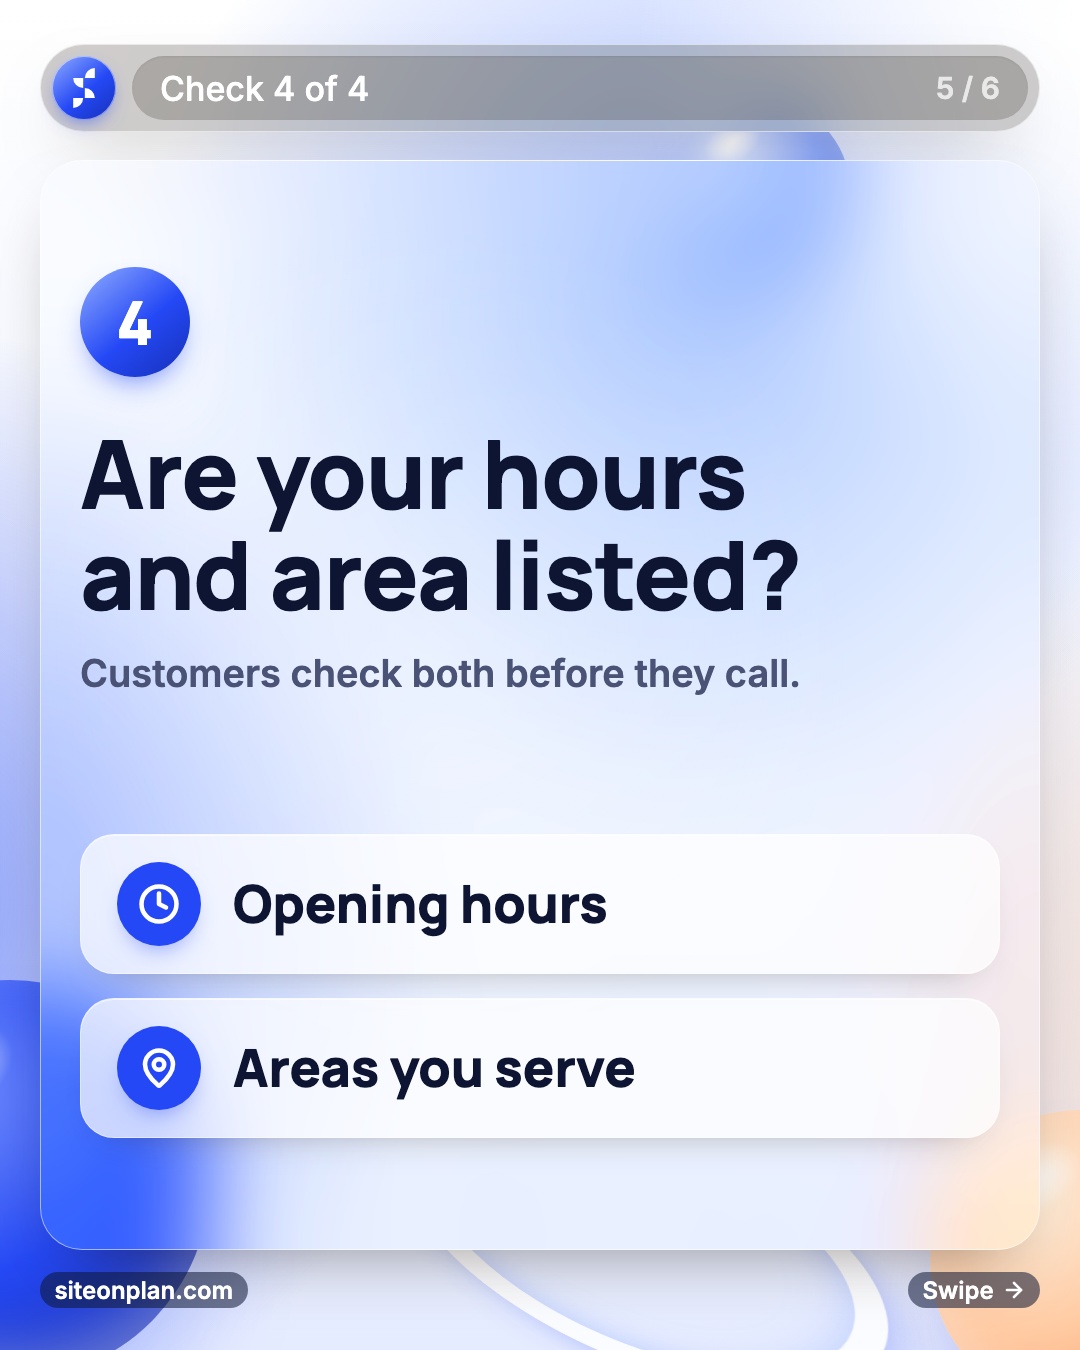 Check 4 of 4
5 / 6
4
Are your hours
and area listed?
Customers check both before they call.
Opening hours
Areas you serve
siteonplan.com
Swipe →